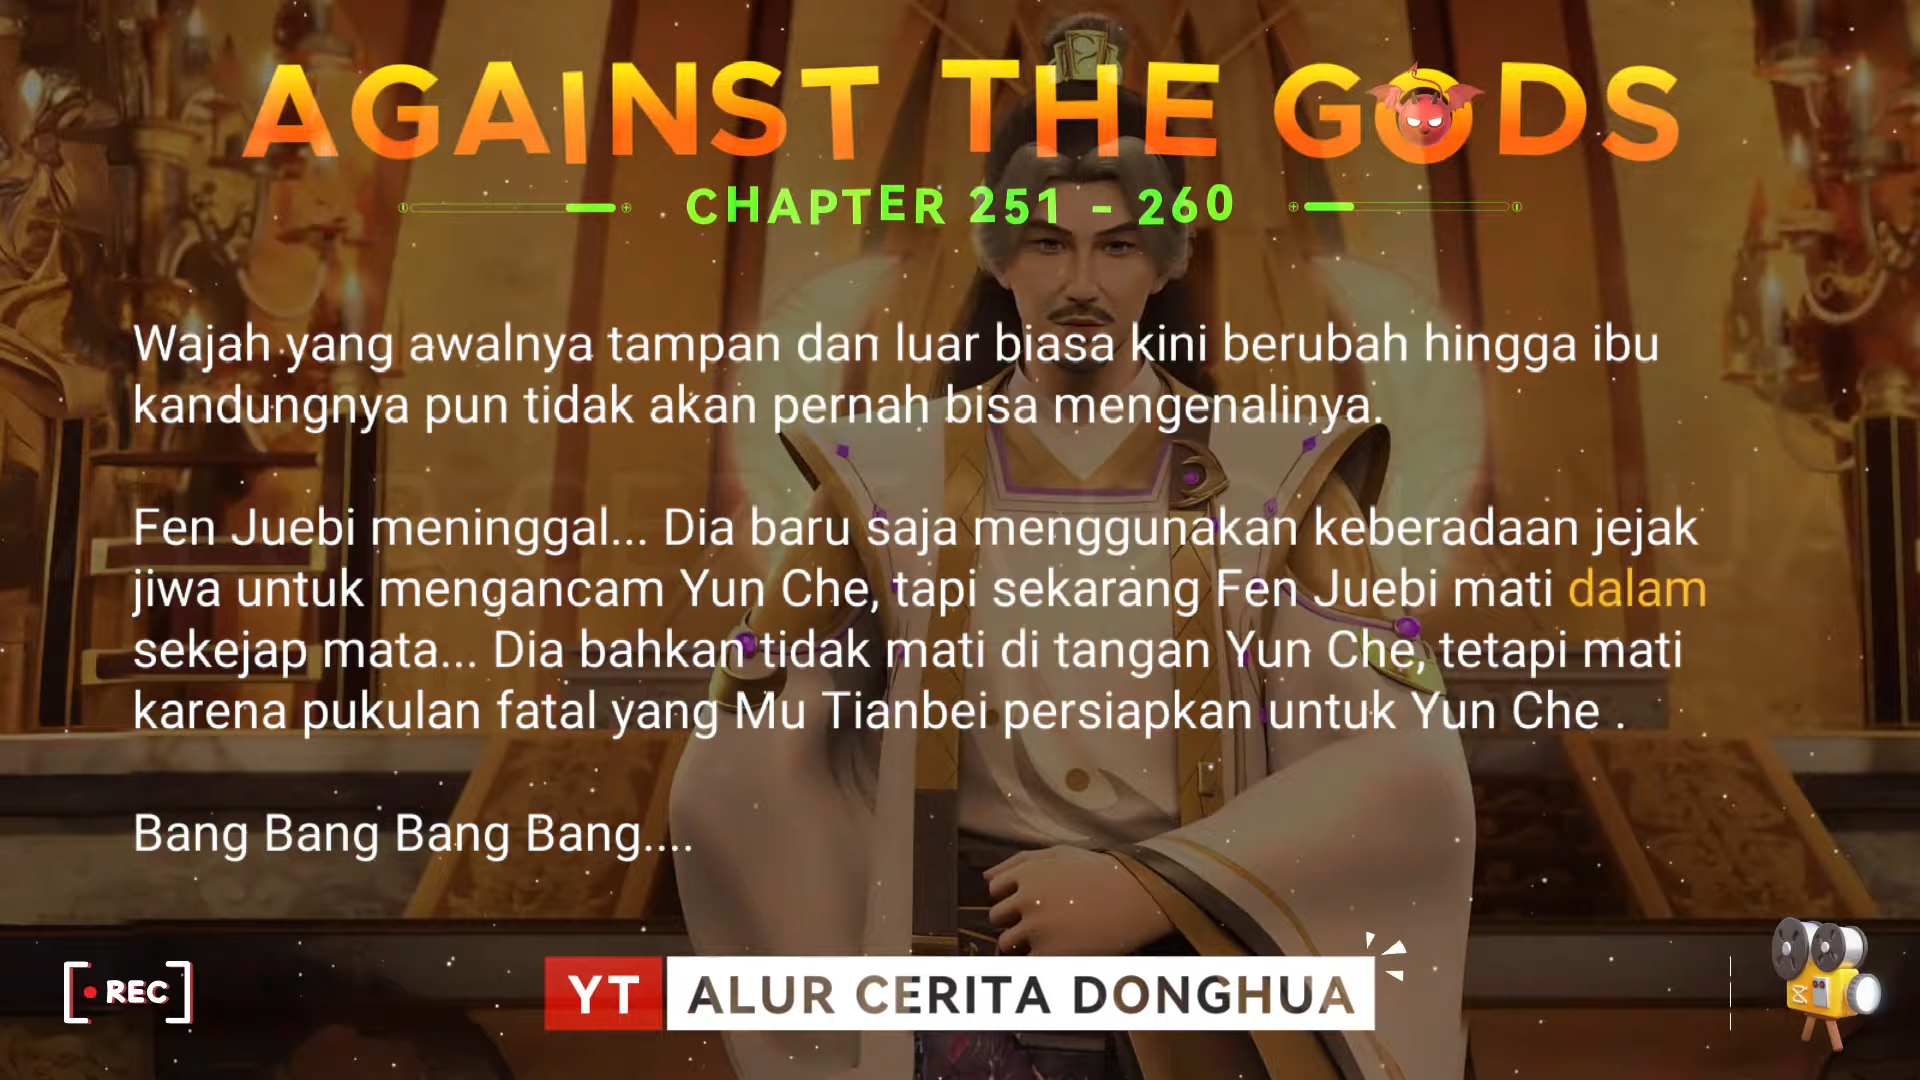 AGAINST THE GODS
CHAPTER 251 - 260
Wajah yang awalnya tampan dan luar biasa kini berubah hingga ibu
kandungnya pun tidak akan pernah bisa mengenalinya.
Fen Juebi meninggal... Dia baru saja menggunakan keberadaan jejak
jiwa untuk mengancam Yun Che, tapi sekarang Fen Juebi mati dalam
sekejap mata... Dia bahkan tidak mati di tangan Yun Che, tetapi mati
karena pukulan fatal yang Mu Tianbei persiapkan untuk Yun Che .
Bang Bang Bang Bang....
REC
YT ALUR CERITA DONGHUA